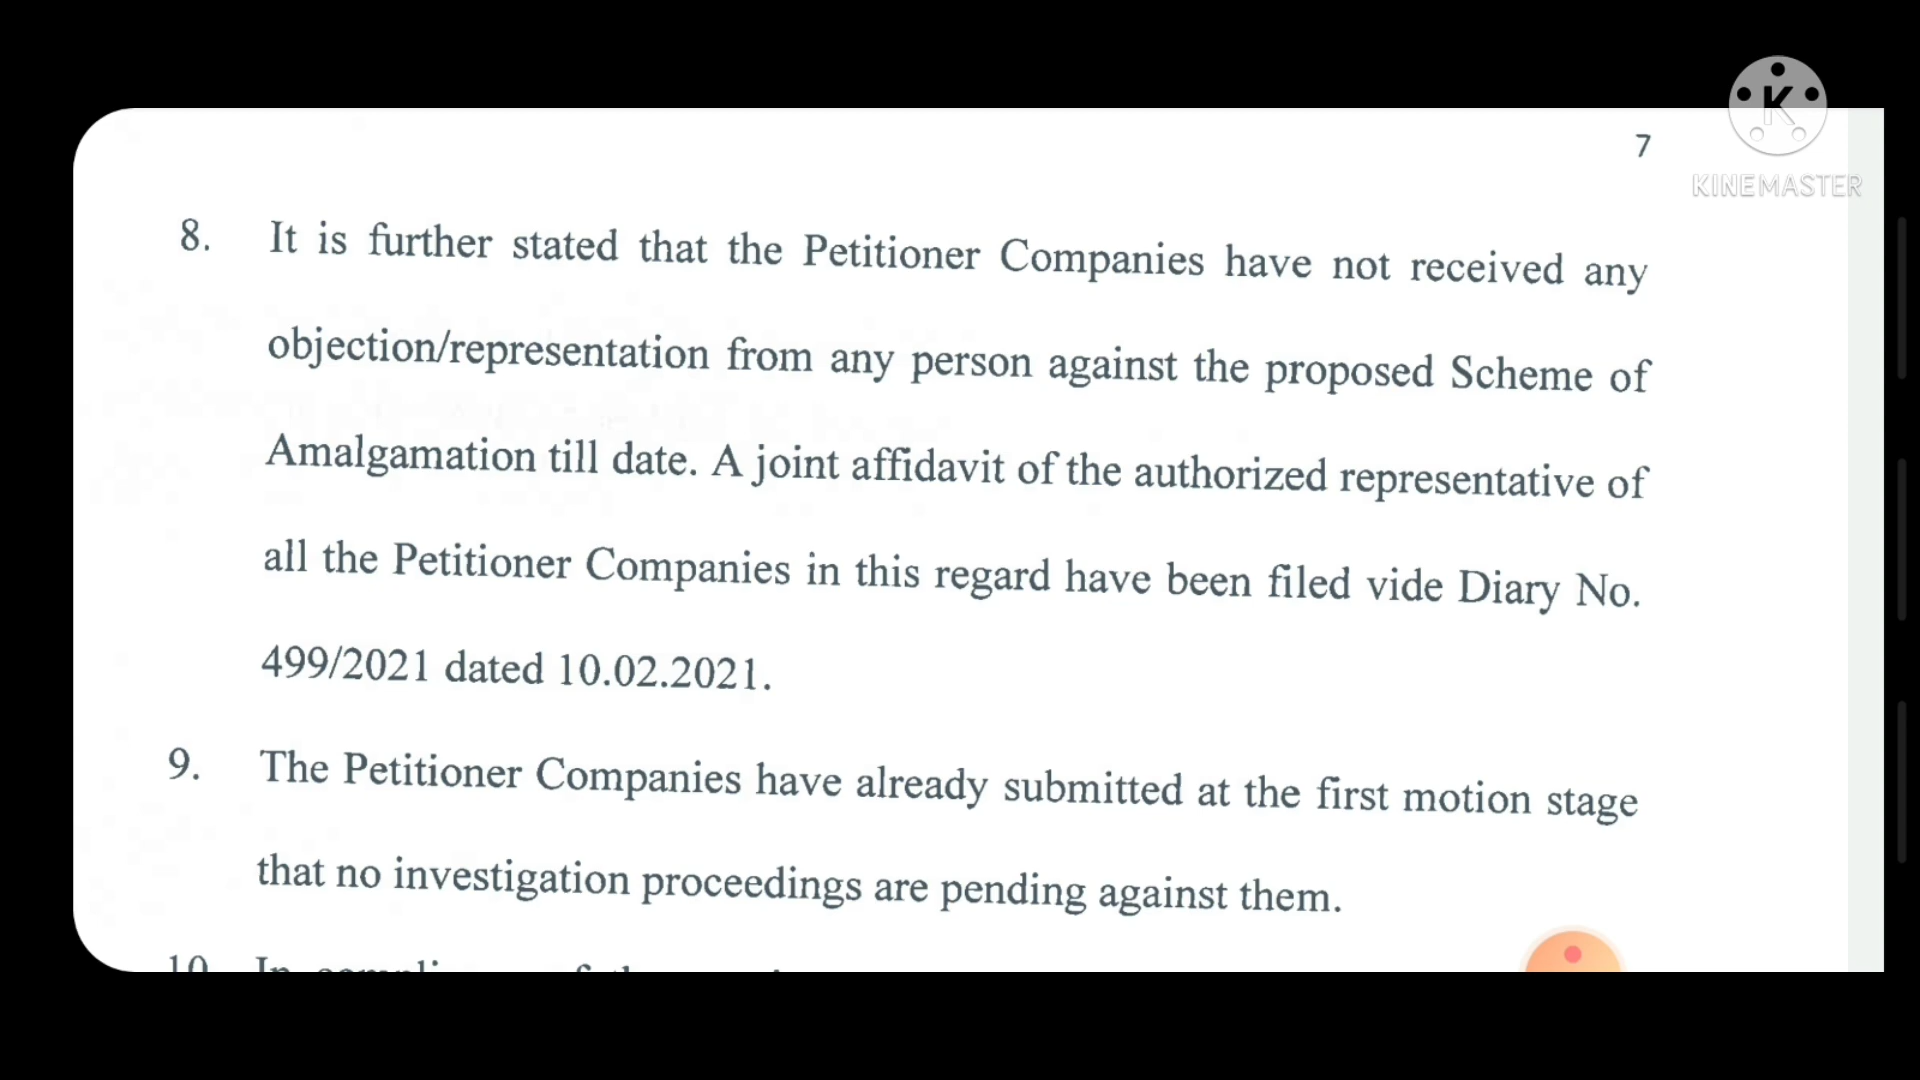 K
KINEMASTER
7
8. It is further stated that the Petitioner Companies have not received any
objection/representation from any person against the proposed Scheme of
Amalgamation till date. A joint affidavit of the authorized representative of
all the Petitioner Companies in this regard have been filed vide Diary No.
499/2021 dated 10.02.2021.
9. The Petitioner Companies have already submitted at the first motion stage
that no investigation proceedings are pending against them.
10 In